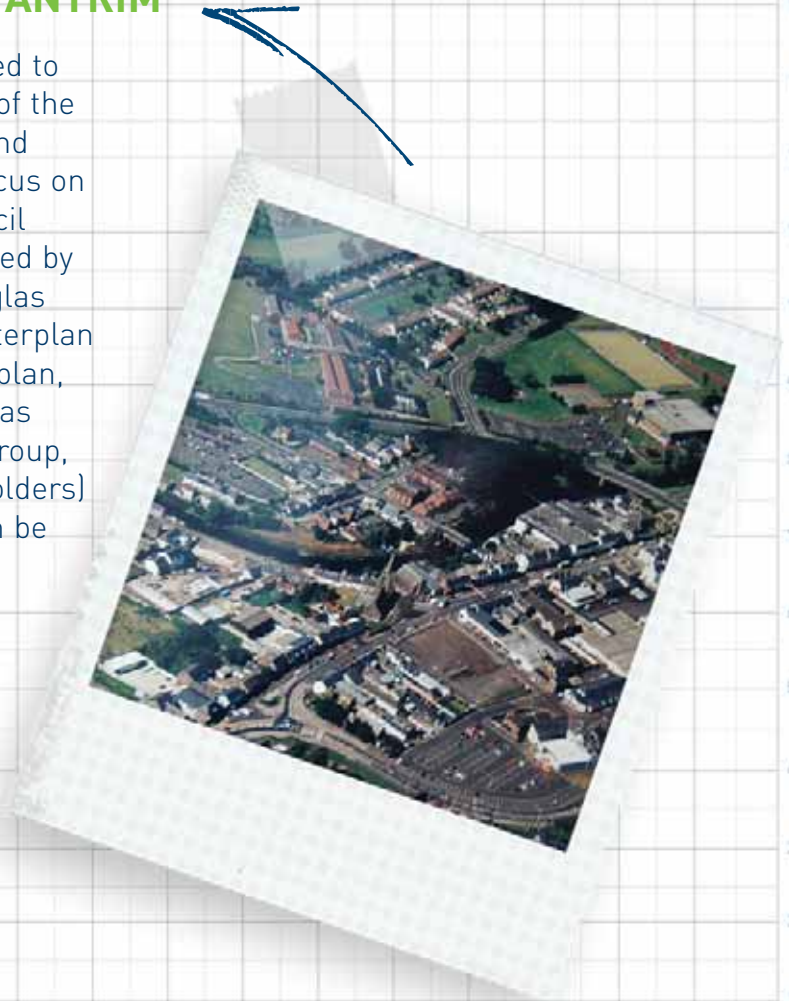 ANTRIM
ed to
of the
nd
cus on
cil
ed by
glas
terplan
plan,
as
roup,
olders)
n be